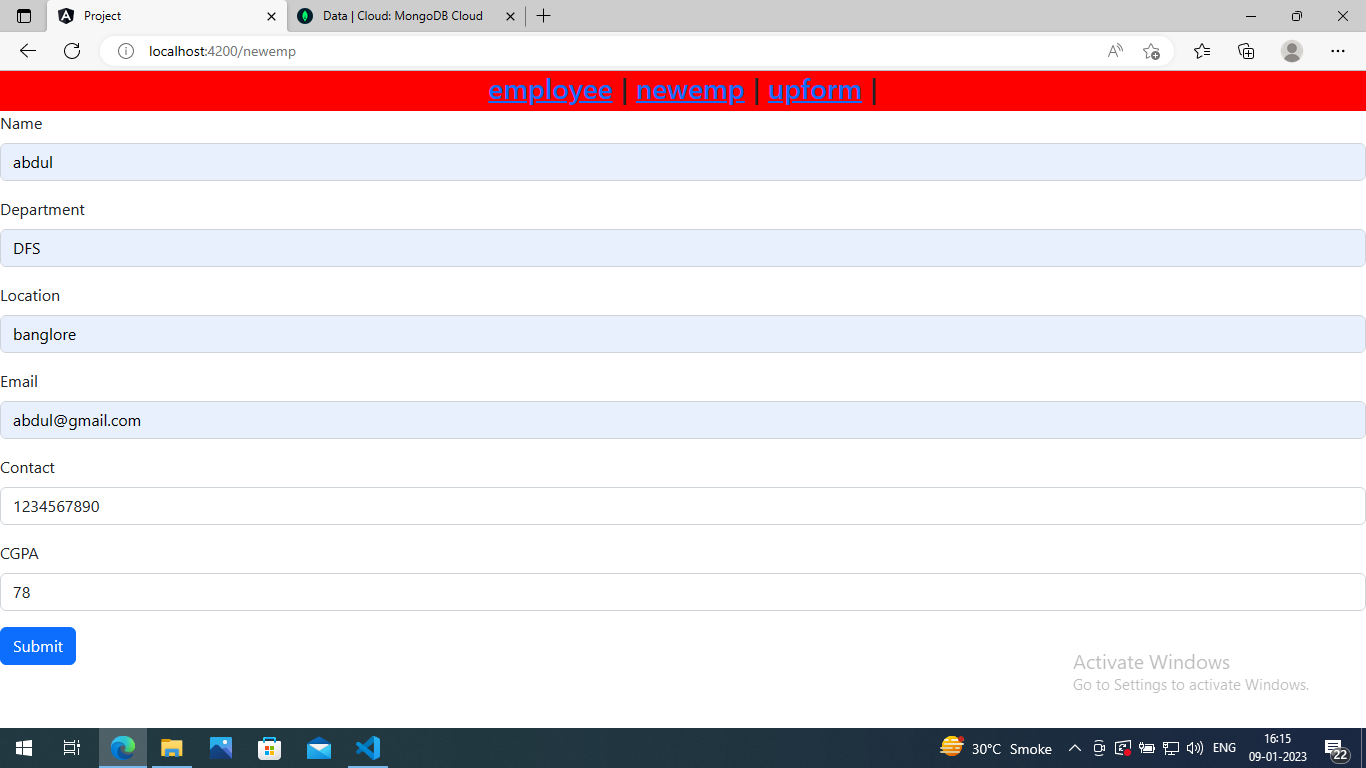 Project
Data | Cloud: MongoDB Cloud
localhost:4200/newemp
employee | newemp | upform |
Name
abdul
Department
DFS
Location
banglore
Email
abdul@gmail.com
Contact
1234567890
CGPA
78
Submit
Activate Windows
Go to Settings to activate Windows.
30°C Smoke
ENG
16:15
09-01-2023
22